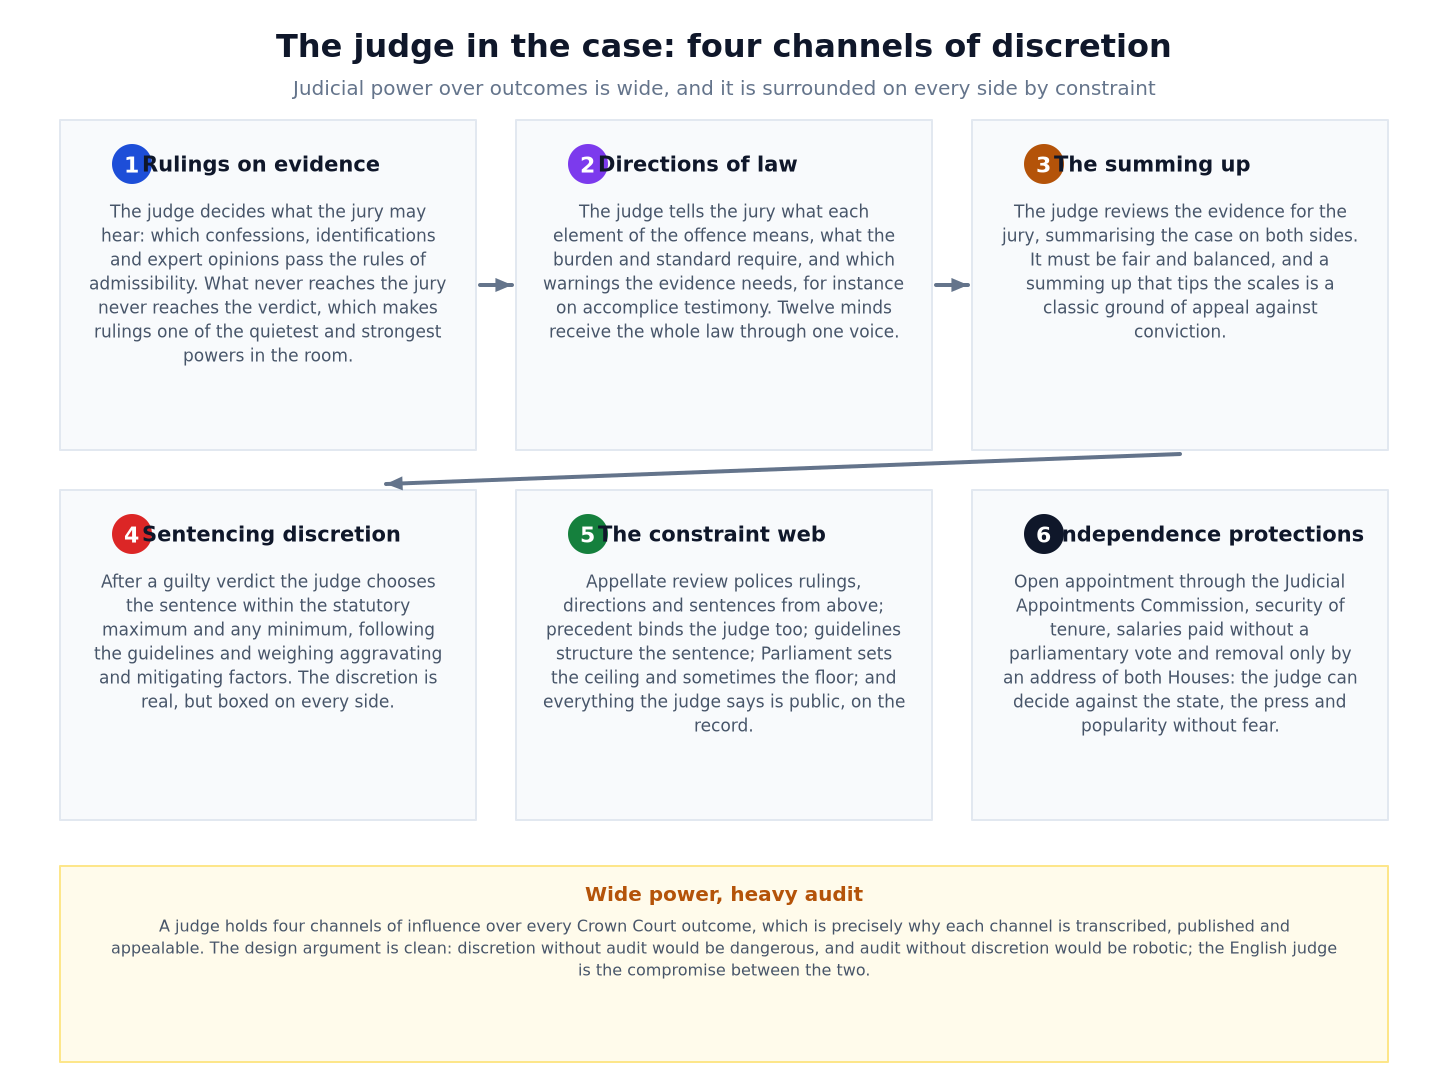 The judge in the case: four channels of discretion
Judicial power over outcomes is wide, and it is surrounded on every side by constraint
1 Rulings on evidence
The judge decides what the jury may
hear: which confessions, identifications
and expert opinions pass the rules of
admissibility. What never reaches the jury
never reaches the verdict, which makes
rulings one of the quietest and strongest
powers in the room.
2 Directions of law
The judge tells the jury what each
element of the offence means, what the
burden and standard require, and which
warnings the evidence needs, for instance
on accomplice testimony. Twelve minds
receive the whole law through one voice.
3 The summing up
The judge reviews the evidence for the
jury, summarising the case on both sides.
It must be fair and balanced, and a
summing up that tips the scales is a
classic ground of appeal against
conviction.
4 Sentencing discretion
After a guilty verdict the judge chooses
the sentence within the statutory
maximum and any minimum, following
the guidelines and weighing aggravating
and mitigating factors. The discretion is
real, but boxed on every side.
5 The constraint web
Appellate review polices rulings,
directions and sentences from above;
precedent binds the judge too; guidelines
structure the sentence; Parliament sets
the ceiling and sometimes the floor; and
everything the judge says is public, on the
record.
6 Independence protections
Open appointment through the Judicial
Appointments Commission, security of
tenure, salaries paid without a
parliamentary vote and removal only by
an address of both Houses: the judge can
decide against the state, the press and
popularity without fear.
Wide power, heavy audit
A judge holds four channels of influence over every Crown Court outcome, which is precisely why each channel is transcribed, published and
appealable. The design argument is clean: discretion without audit would be dangerous, and audit without discretion would be robotic; the English judge
is the compromise between the two.